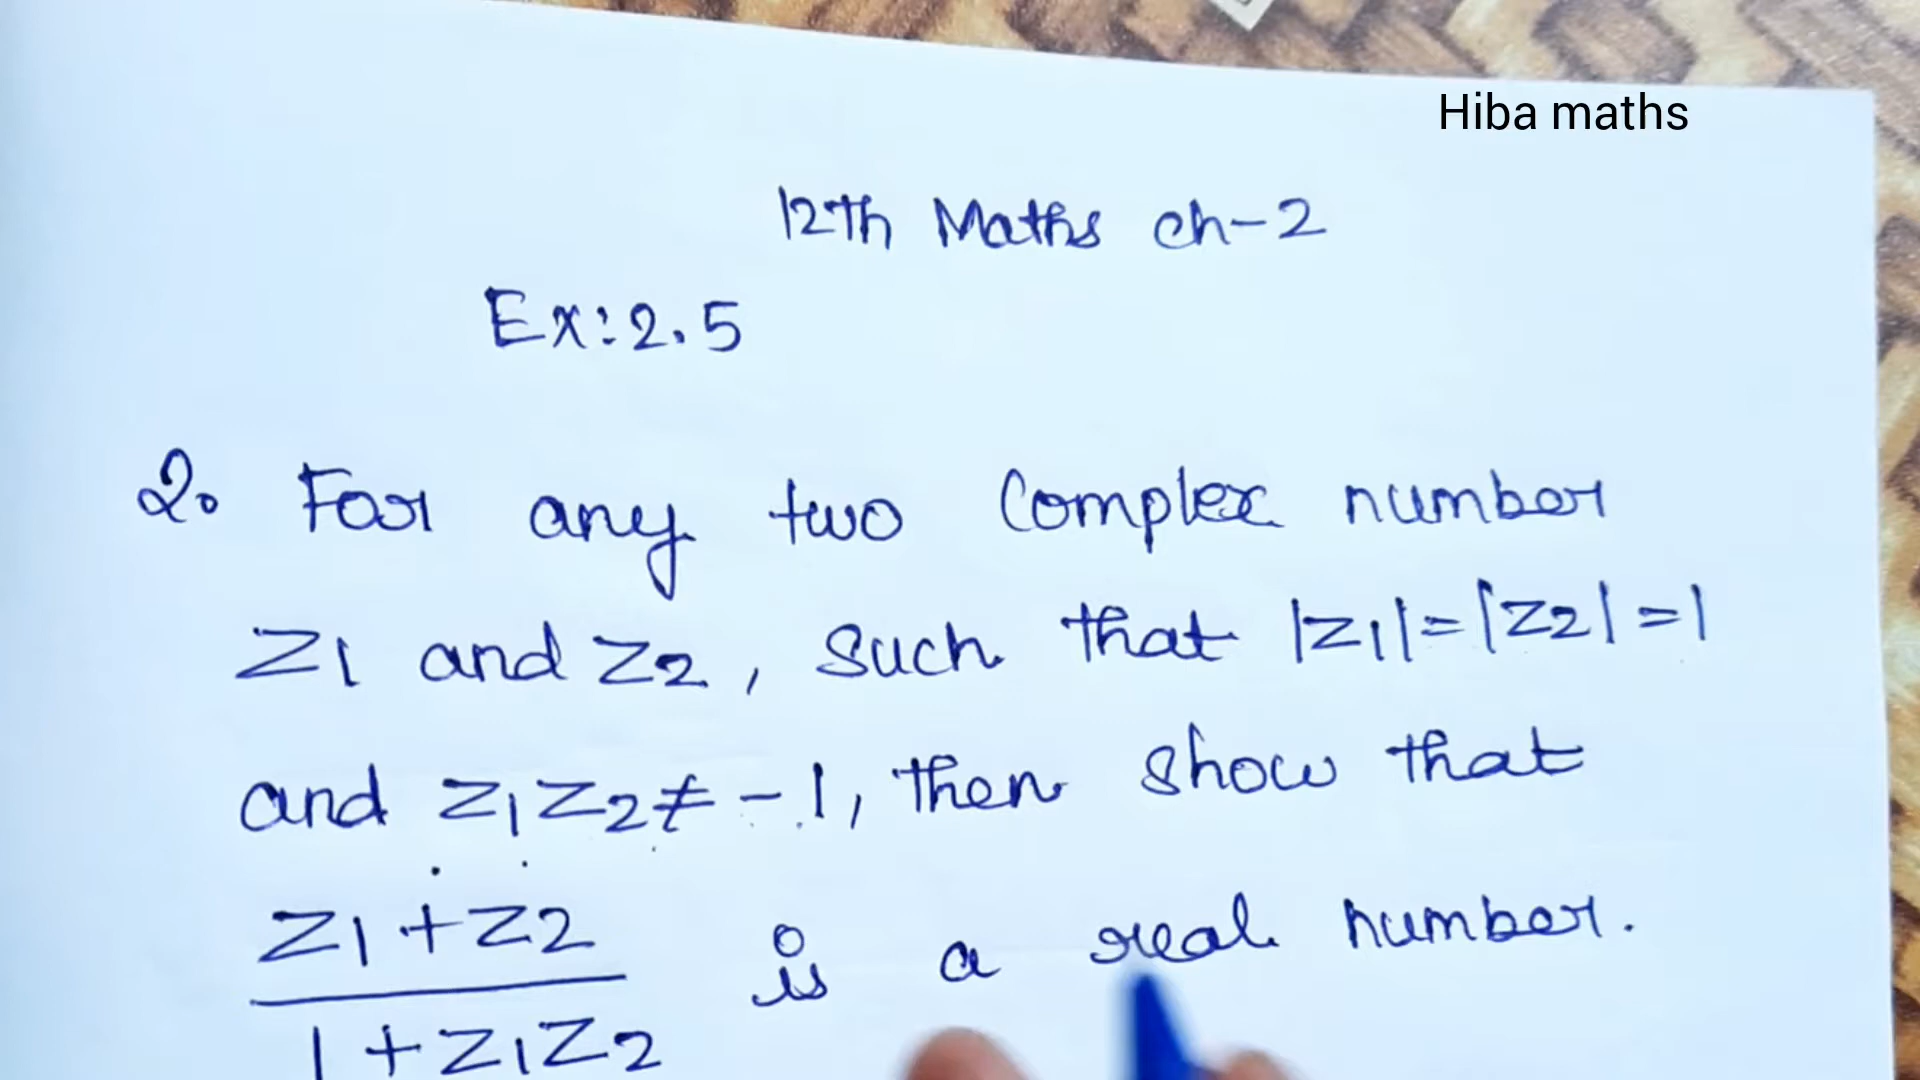 Hiba maths
12th Maths ch-2
Ex:2.5
2. For any two Complex number
Z1 and Z2, Such that |Z1|=|Z2|=1
and Z1Z2≠-1, then show that
Z1+Z2
is a real number.
1+Z1Z2